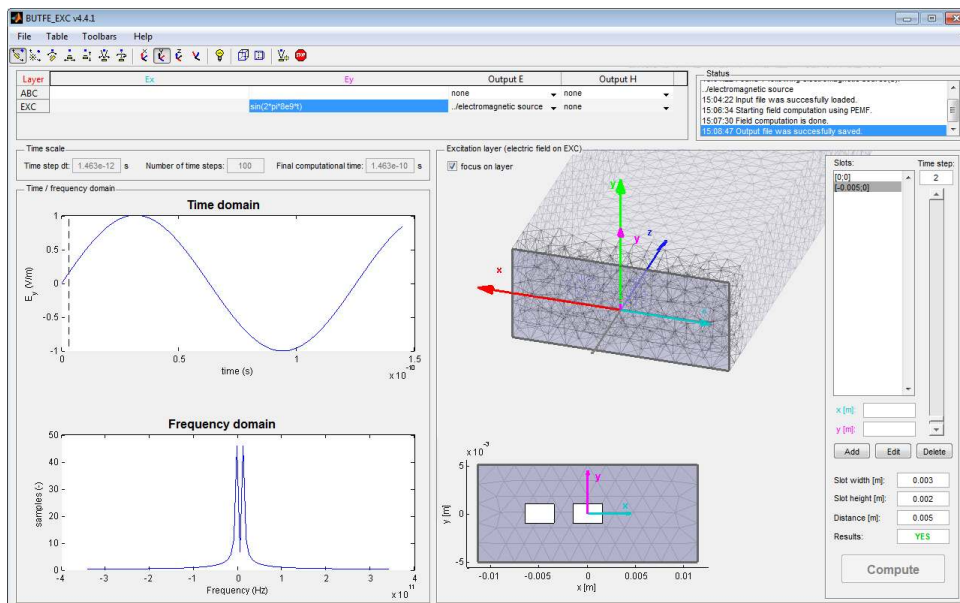 BUTFE_EXC v4.4.1
File Table Toolbars Help
Layer Ex Ey Output E Output H
ABC none none
EXC sin(2*pi*8e9*t) ../electromagnetic source none
Status
../electromagnetic source
15:04:22 Input file was succesfully loaded.
15:06:34 Starting field computation using PEMF.
15:07:30 Field computation is done.
15:08:47 Output file was succesfully saved.
Time scale
Time step dt: 1.463e-12 s Number of time steps: 100 Final computational time: 1.463e-10 s
Time / frequency domain
Time domain
E_y (V/m)
1
0.5
0
-0.5
-1
0 0.5 1 1.5
time (s)
x 10^-10
Frequency domain
samples (-)
50
40
30
20
10
0
-4 -3 -2 -1 0 1 2 3 4
Frequency (Hz)
x 10^11
Excitation layer (electric field on EXC)
focus on layer
y
y
z
x
x
x 10^-3
5
0
-5
y [m]
y
x
-0.01 -0.005 0 0.005 0.01
x [m]
Slots: Time step:
[0;0] 2
[-0.005;0]
x [m]:
y [m]:
Add Edit Delete
Slot width [m]: 0.003
Slot height [m]: 0.002
Distance [m]: 0.005
Results: YES
Compute